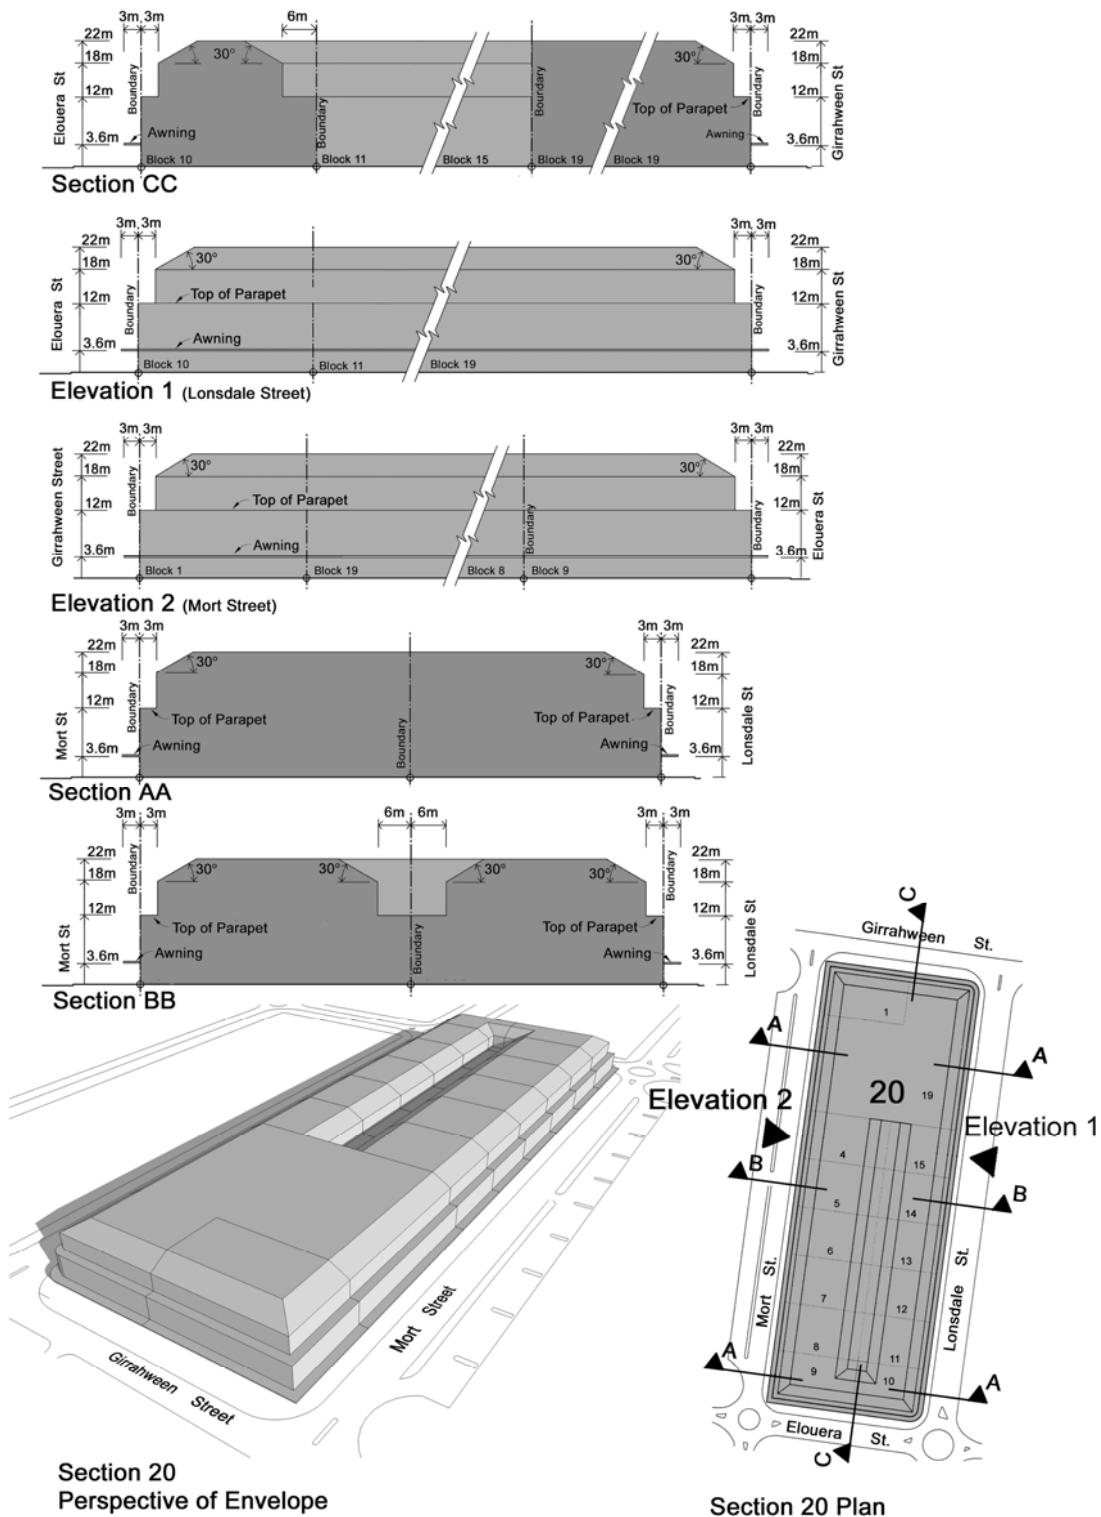 3m 3m
6m
3m 3m
22m
18m
12m
3.6m
Elouera St
Boundary
30°
30°
22m
18m
12m
3.6m
Girrahween St
Boundary
Boundary
Boundary
Top of Parapet
Awning
Awning
Block 10
Block 11
Block 15
Block 19
Block 19
Section CC
3m 3m
3m 3m
22m
18m
12m
3.6m
Elouera St
Boundary
30°
30°
Top of Parapet
Awning
Boundary
22m
18m
12m
3.6m
Girrahween St
Block 10
Block 11
Block 19
Elevation 1 (Lonsdale Street)
3m 3m
3m 3m
22m
18m
12m
3.6m
Girrahween Street
Boundary
30°
30°
Top of Parapet
Awning
Boundary
Boundary
22m
18m
12m
3.6m
Elouera St
Block 1
Block 19
Block 8
Block 9
Elevation 2 (Mort Street)
3m 3m
3m 3m
22m
18m
12m
3.6m
Mort St
Boundary
30°
30°
Top of Parapet
Top of Parapet
Awning
Awning
Boundary
Boundary
22m
18m
12m
3.6m
Lonsdale St
Section AA
3m 3m
6m 6m
3m 3m
22m
18m
12m
3.6m
Mort St
Boundary
30°
30°
30°
30°
Top of Parapet
Top of Parapet
Awning
Awning
Boundary
Boundary
22m
18m
12m
3.6m
Lonsdale St
Section BB
Girrahween Street
Mort Street
Section 20
Perspective of Envelope
C
Girrahween St.
1
A
A
20
19
Elevation 2
Elevation 1
4
15
B
B
5
14
6
13
7
12
8
11
9
10
A
A
Mort St.
Lonsdale St.
Elouera St.
C
Section 20 Plan